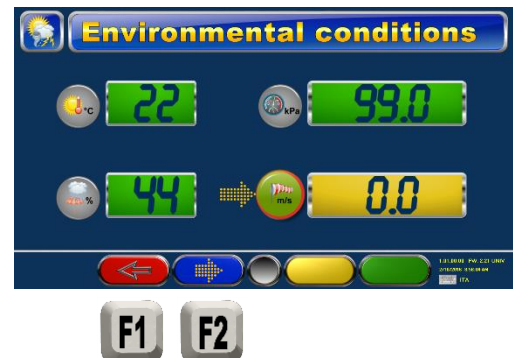 Environmental conditions
°C 22 kPa 99.0
% 44 m/s 0.0
ITA
F1 F2